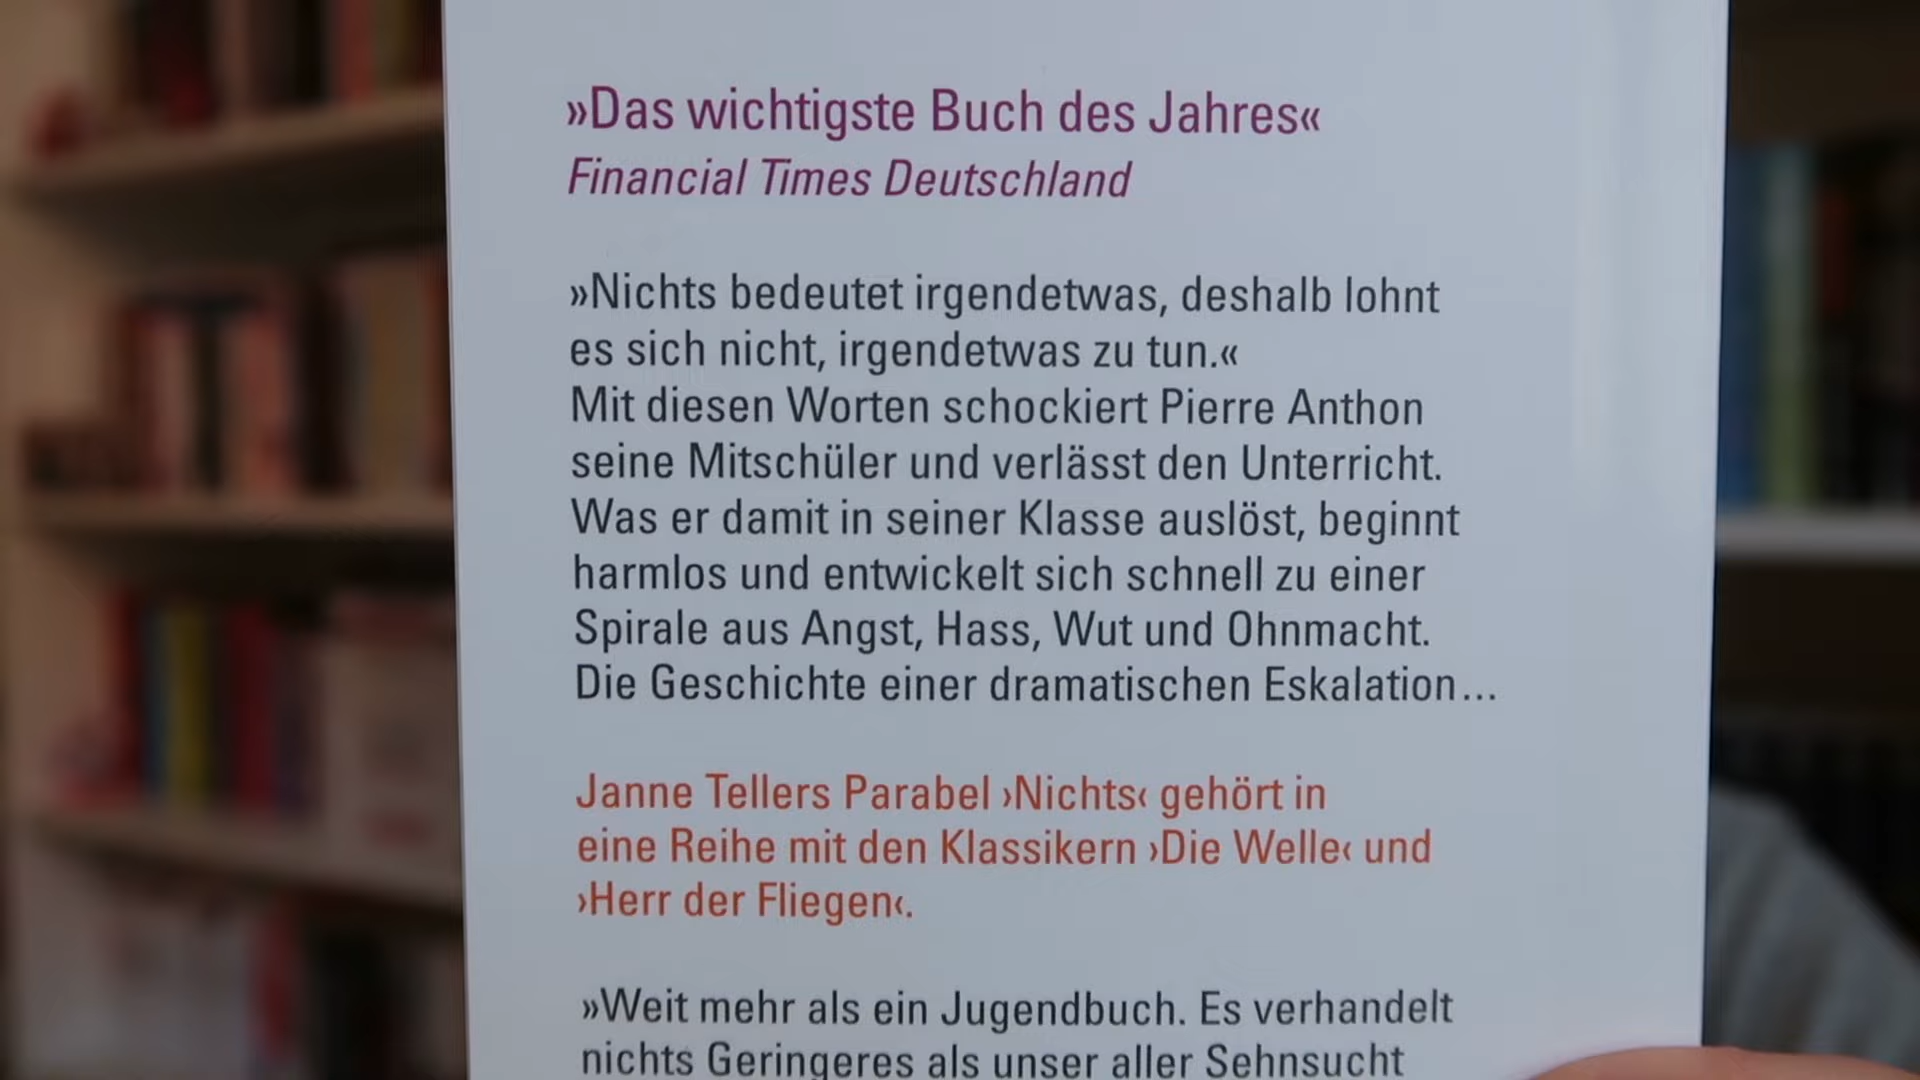 »Das wichtigste Buch des Jahres«
Financial Times Deutschland
»Nichts bedeutet irgendetwas, deshalb lohnt
es sich nicht, irgendetwas zu tun.«
Mit diesen Worten schockiert Pierre Anthon
seine Mitschüler und verlässt den Unterricht.
Was er damit in seiner Klasse auslöst, beginnt
harmlos und entwickelt sich schnell zu einer
Spirale aus Angst, Hass, Wut und Ohnmacht.
Die Geschichte einer dramatischen Eskalation...
Janne Tellers Parabel ›Nichts‹ gehört in
eine Reihe mit den Klassikern ›Die Welle‹ und
›Herr der Fliegen‹.
»Weit mehr als ein Jugendbuch. Es verhandelt
nichts Geringeres als unser aller Sehnsucht